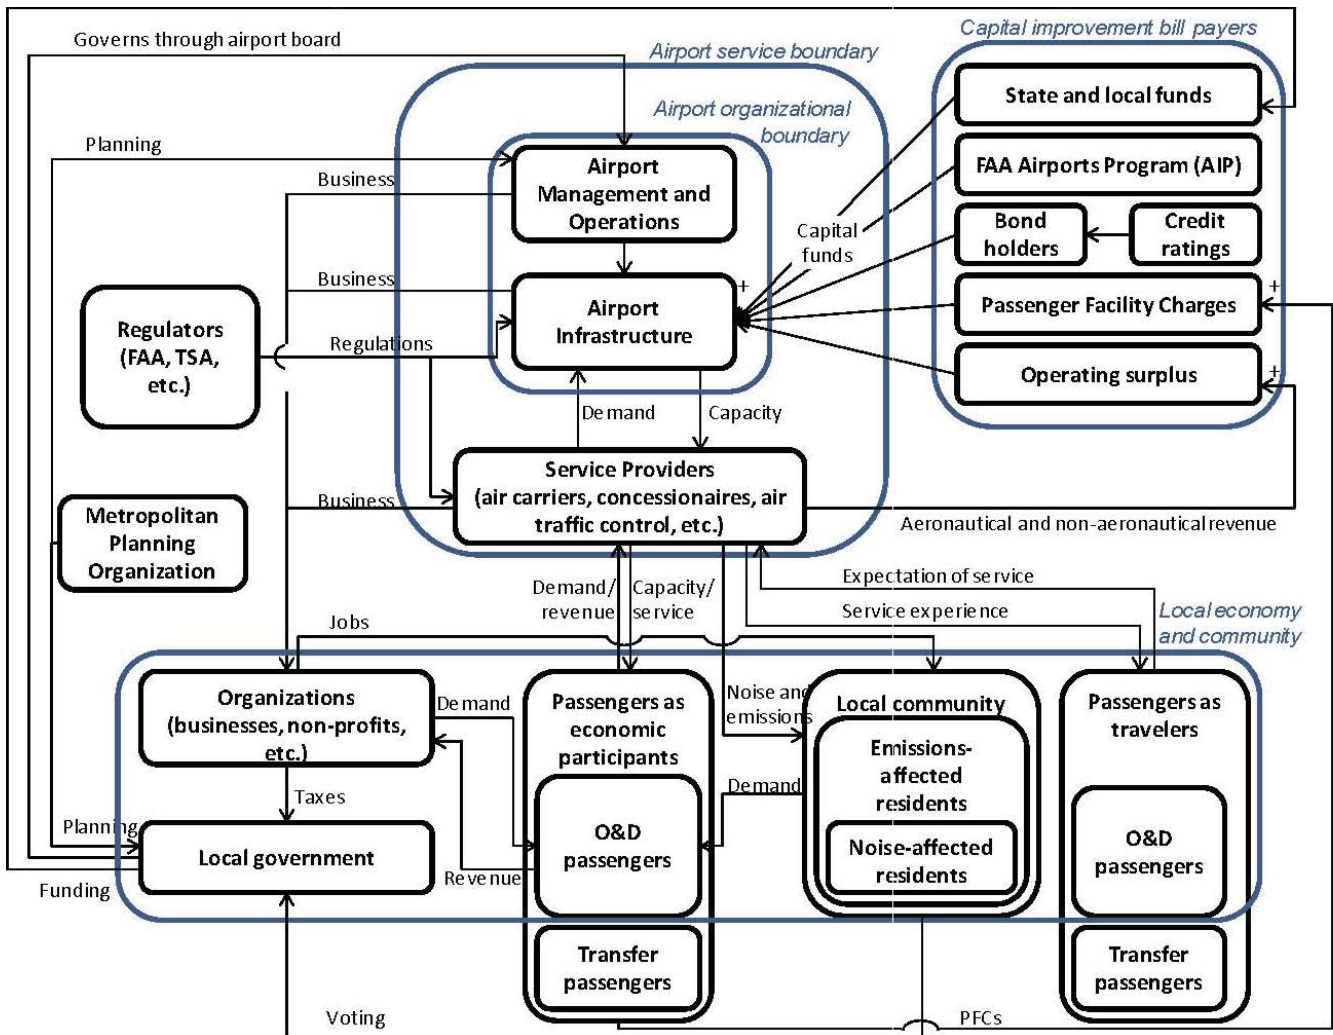 Governs through airport board
Airport service boundary
Capital improvement bill payers
Airport organizational
boundary
State and local funds
Planning
Airport
Management and
Operations
FAA Airports Program (AIP)
Business
Bond
holders
Credit
ratings
Capital
funds
Business
+
+
Airport
Infrastructure
Passenger Facility Charges
Regulators
(FAA, TSA,
etc.)
Regulations
Operating surplus
+
Demand
Capacity
Service Providers
(air carriers, concessionaires, air
traffic control, etc.)
Business
Aeronautical and non-aeronautical revenue
Metropolitan
Planning
Organization
Demand/
revenue
Capacity/
service
Expectation of service
Service experience
Local economy
and community
Jobs
Organizations
(businesses, non-profits,
etc.)
Demand
Passengers as
economic
participants
Noise and
emissions
Local community
Passengers as
travelers
Emissions-
affected
residents
Demand
Taxes
Planning
Local government
O&D
passengers
Noise-affected
residents
O&D
passengers
Revenue
Funding
Transfer
passengers
Transfer
passengers
Voting
PFCs